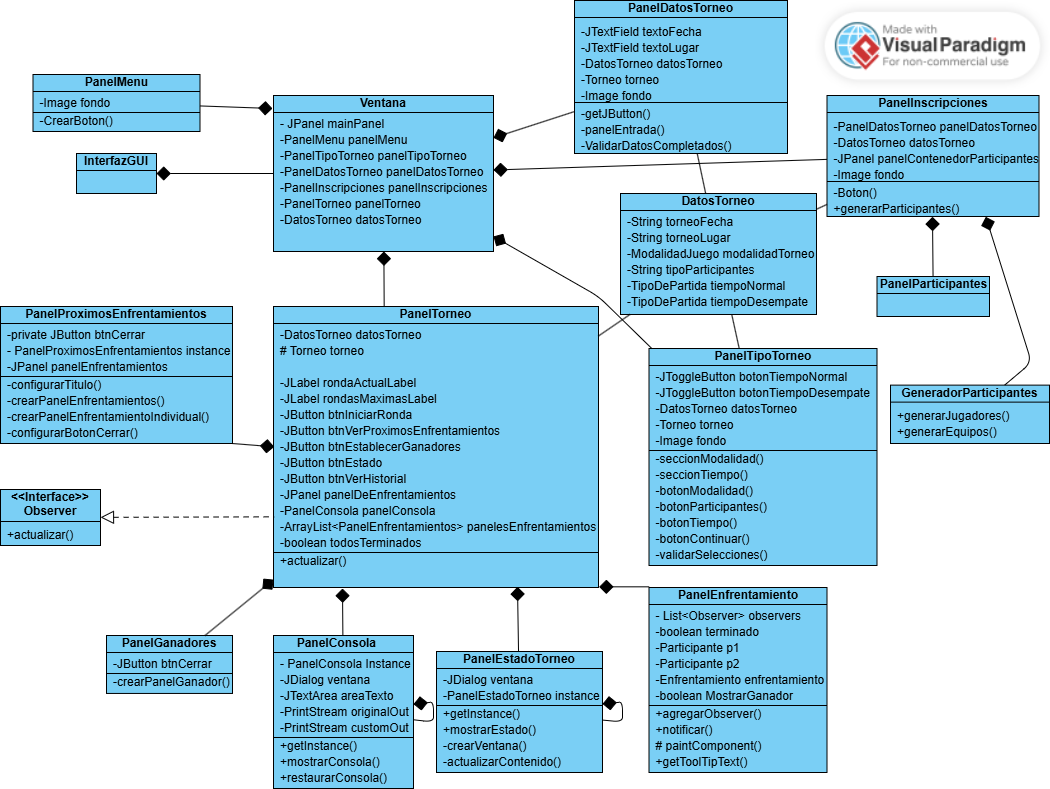 PanelDatosTorneo
-JTextField textoFecha
-JTextField textoLugar
-DatosTorneo datosTorneo
-Torneo torneo
-Image fondo
-getJButton()
-panelEntrada()
-ValidarDatosCompletados()
Made with
VisualParadigm
For non-commercial use
PanelMenu
-Image fondo
-CrearBoton()
InterfazGUI
Ventana
- JPanel mainPanel
-PanelMenu panelMenu
-PanelTipoTorneo panelTipoTorneo
-PanelDatosTorneo panelDatosTorneo
-PanelInscripciones panelInscripciones
-PanelTorneo panelTorneo
-DatosTorneo datosTorneo
PanelInscripciones
-PanelDatosTorneo panelDatosTorneo
-DatosTorneo datosTorneo
-JPanel panelContenedorParticipantes
-Image fondo
-Boton()
+generarParticipantes()
DatosTorneo
-String torneoFecha
-String torneoLugar
-ModalidadJuego modalidadTorneo
-String tipoParticipantes
-TipoDePartida tiempoNormal
-TipoDePartida tiempoDesempate
PanelParticipantes
PanelProximosEnfrentamientos
-private JButton btnCerrar
- PanelProximosEnfrentamientos instance
-JPanel panelEnfrentamientos
-configurarTitulo()
-crearPanelEnfrentamientos()
-crearPanelEnfrentamientoIndividual()
-configurarBotonCerrar()
PanelTorneo
-DatosTorneo datosTorneo
# Torneo torneo
-JLabel rondaActualLabel
-JLabel rondasMaximasLabel
-JButton btnIniciarRonda
-JButton btnVerProximosEnfrentamientos
-JButton btnEstablecerGanadores
-JButton btnEstado
-JButton btnVerHistorial
-JPanel panelDeEnfrentamientos
-PanelConsola panelConsola
-ArrayList<PanelEnfrentamientos> panelesEnfrentamientos
-boolean todosTerminados
+actualizar()
PanelTipoTorneo
-JToggleButton botonTiempoNormal
-JToggleButton botonTiempoDesempate
-DatosTorneo datosTorneo
-Torneo torneo
-Image fondo
-seccionModalidad()
-seccionTiempo()
-botonModalidad()
-botonParticipantes()
-botonTiempo()
-botonContinuar()
-validarSelecciones()
GeneradorParticipantes
+generarJugadores()
+generarEquipos()
<<Interface>>
Observer
+actualizar()
PanelGanadores
-JButton btnCerrar
-crearPanelGanador()
PanelConsola
- PanelConsola Instance
-JDialog ventana
-JTextArea areaTexto
-PrintStream originalOut
-PrintStream customOut
+getInstance()
+mostrarConsola()
+restaurarConsola()
PanelEstadoTorneo
-JDialog ventana
-PanelEstadoTorneo instance
+getInstance()
+mostrarEstado()
-crearVentana()
-actualizarContenido()
PanelEnfrentamiento
- List<Observer> observers
-boolean terminado
-Participante p1
-Participante p2
-Enfrentamiento enfrentamiento
-boolean MostrarGanador
+agregarObserver()
+notificar()
# paintComponent()
+getToolTipText()